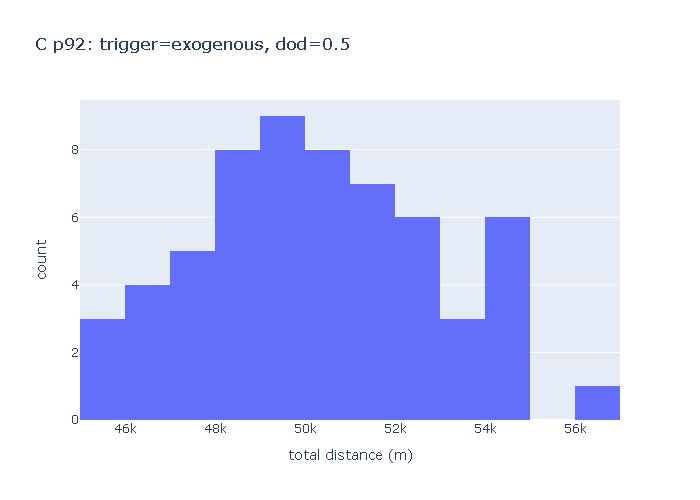 C p92: trigger=exogenous, dod=0.5
8
6
4
2
0
count
46k 48k 50k 52k 54k 56k
total distance (m)